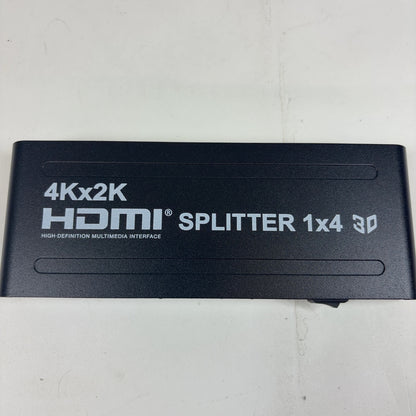 4Kx2K
HDMI® SPLITTER 1x4 3D
HIGH-DEFINITION MULTIMEDIA INTERFACE